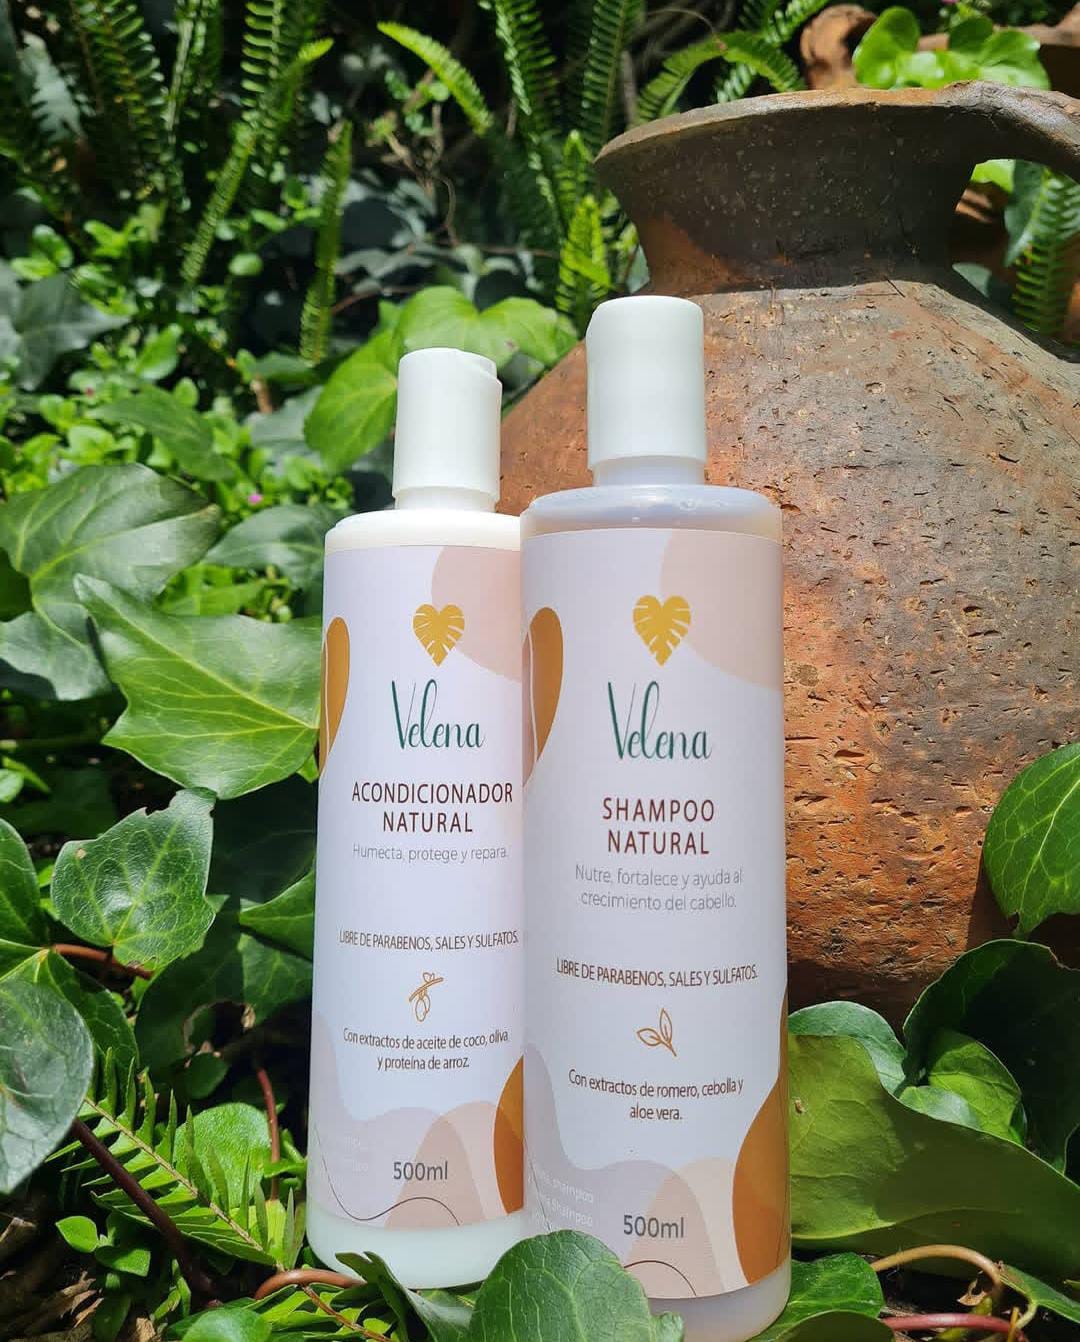 Velena
ACONDICIONADOR
NATURAL
Humecta, protege y repara.
LIBRE DE PARABENOS, SALES Y SULFATOS.
Con extractos de aceite de coco, oliva,
y proteína de arroz.
500ml
Velena
SHAMPOO
NATURAL
Nutre, fortalece y ayuda al
crecimiento del cabello.
LIBRE DE PARABENOS, SALES Y SULFATOS.
Con extractos de romero, cebolla y
aloe vera.
shampoo
Shampoo
500ml